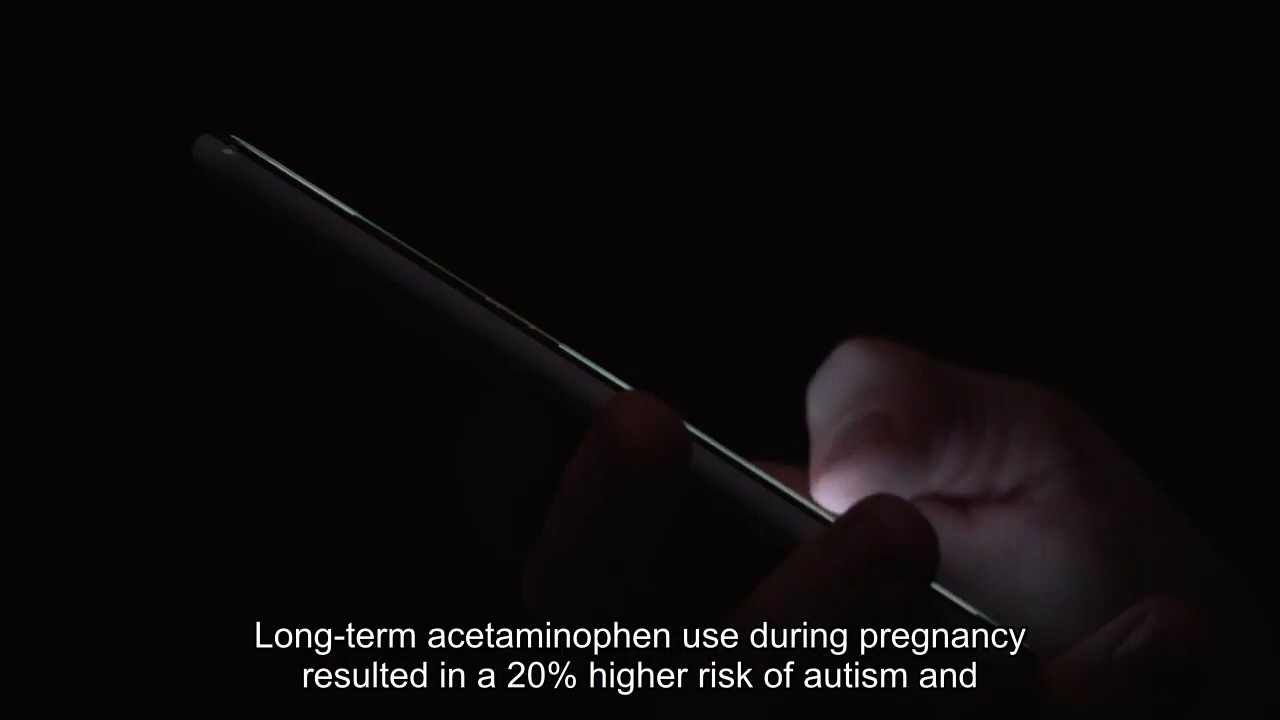 Long-term acetaminophen use during pregnancy
resulted in a 20% higher risk of autism and